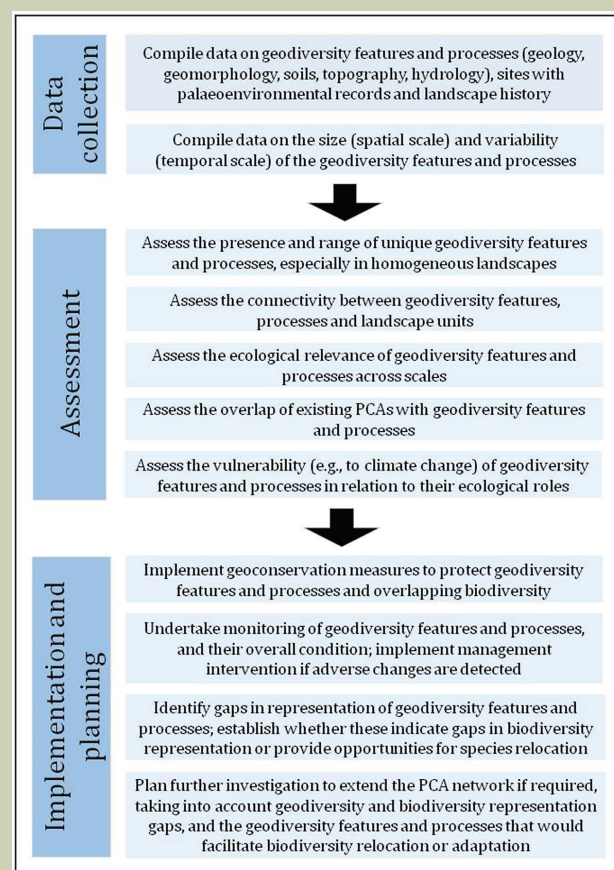 Data
collection
Compile data on geodiversity features and processes (geology,
geomorphology, soils, topography, hydrology), sites with
palaeoenvironmental records and landscape history
Compile data on the size (spatial scale) and variability
(temporal scale) of the geodiversity features and processes
Assessment
Assess the presence and range of unique geodiversity features
and processes, especially in homogeneous landscapes
Assess the connectivity between geodiversity features,
processes and landscape units
Assess the ecological relevance of geodiversity features and
processes across scales
Assess the overlap of existing PCAs with geodiversity features
and processes
Assess the vulnerability (e.g., to climate change) of geodiversity
features and processes in relation to their ecological roles
Implementation and
planning
Implement geoconservation measures to protect geodiversity
features and processes and overlapping biodiversity
Undertake monitoring of geodiversity features and processes,
and their overall condition; implement management
intervention if adverse changes are detected
Identify gaps in representation of geodiversity features and
processes; establish whether these indicate gaps in biodiversity
representation or provide opportunities for species relocation
Plan further investigation to extend the PCA network if required,
taking into account geodiversity and biodiversity representation
gaps, and the geodiversity features and processes that would
facilitate biodiversity relocation or adaptation